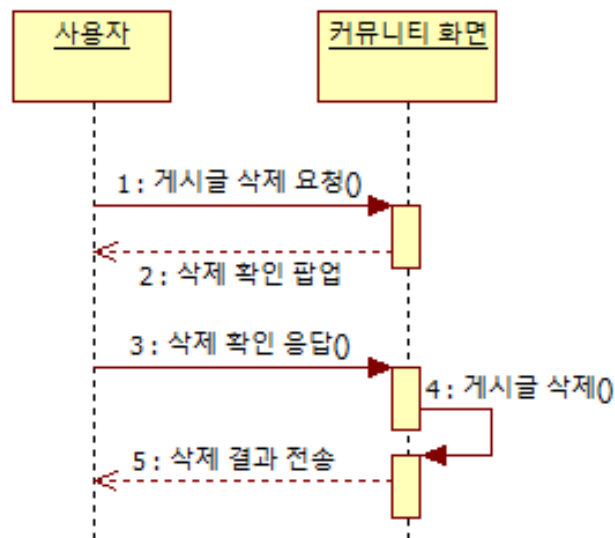 사용자
커뮤니티 화면
1 : 게시글 삭제 요청()
2 : 삭제 확인 팝업
3 : 삭제 확인 응답()
4 : 게시글 삭제()
5 : 삭제 결과 전송